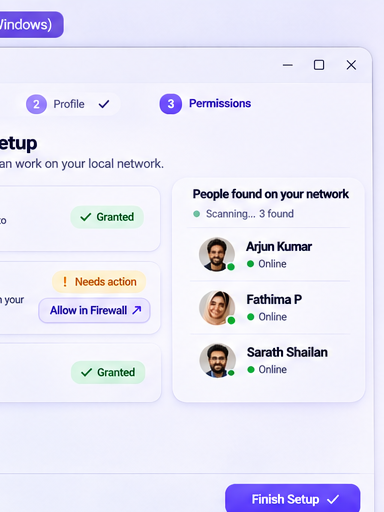 Windows)
2 Profile
3 Permissions
etup
an work on your local network.
People found on your network
Scanning... 3 found
to
Granted
Arjun Kumar
Online
! Needs action
n your
Allow in Firewall
Fathima P
Online
Granted
Sarath Shailan
Online
Finish Setup